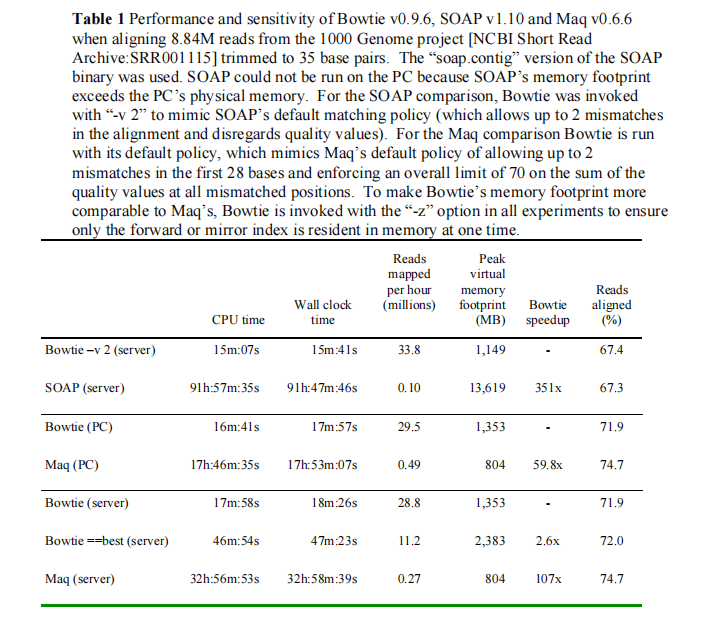 Table 1 Performance and sensitivity of Bowtie v0.9.6, SOAP v1.10 and Maq v0.6.6
when aligning 8.84M reads from the 1000 Genome project [NCBI Short Read
Archive:SRR001115] trimmed to 35 base pairs. The “soap.contig” version of the SOAP
binary was used. SOAP could not be run on the PC because SOAP’s memory footprint
exceeds the PC’s physical memory. For the SOAP comparison, Bowtie was invoked
with “-v 2” to mimic SOAP’s default matching policy (which allows up to 2 mismatches
in the alignment and disregards quality values). For the Maq comparison Bowtie is run
with its default policy, which mimics Maq’s default policy of allowing up to 2
mismatches in the first 28 bases and enforcing an overall limit of 70 on the sum of the
quality values at all mismatched positions. To make Bowtie’s memory footprint more
comparable to Maq’s, Bowtie is invoked with the “-z” option in all experiments to ensure
only the forward or mirror index is resident in memory at one time.
CPU time Wall clock time Reads mapped per hour (millions) Peak virtual memory footprint (MB) Bowtie speedup Reads aligned (%)
Bowtie –v 2 (server) 15m:07s 15m:41s 33.8 1,149 - 67.4
SOAP (server) 91h:57m:35s 91h:47m:46s 0.10 13,619 351x 67.3
Bowtie (PC) 16m:41s 17m:57s 29.5 1,353 - 71.9
Maq (PC) 17h:46m:35s 17h:53m:07s 0.49 804 59.8x 74.7
Bowtie (server) 17m:58s 18m:26s 28.8 1,353 - 71.9
Bowtie ==best (server) 46m:54s 47m:23s 11.2 2,383 2.6x 72.0
Maq (server) 32h:56m:53s 32h:58m:39s 0.27 804 107x 74.7